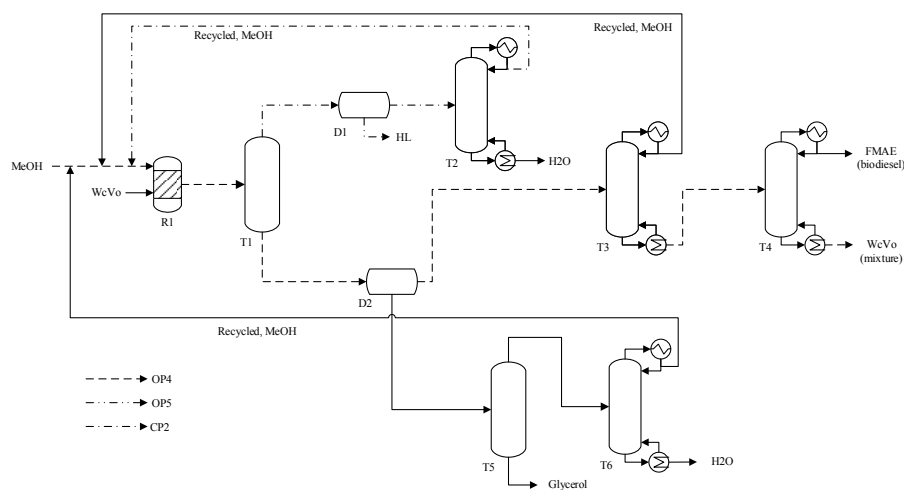 Recycled, MeOH
Recycled, MeOH
D1
HL
T2
H2O
MeOH
WcVo
R1
T1
FMAE
(biodiesel)
T3
T4
WcVo
(mixture)
D2
Recycled, MeOH
OP4
OP5
CP2
T5
T6
H2O
Glycerol